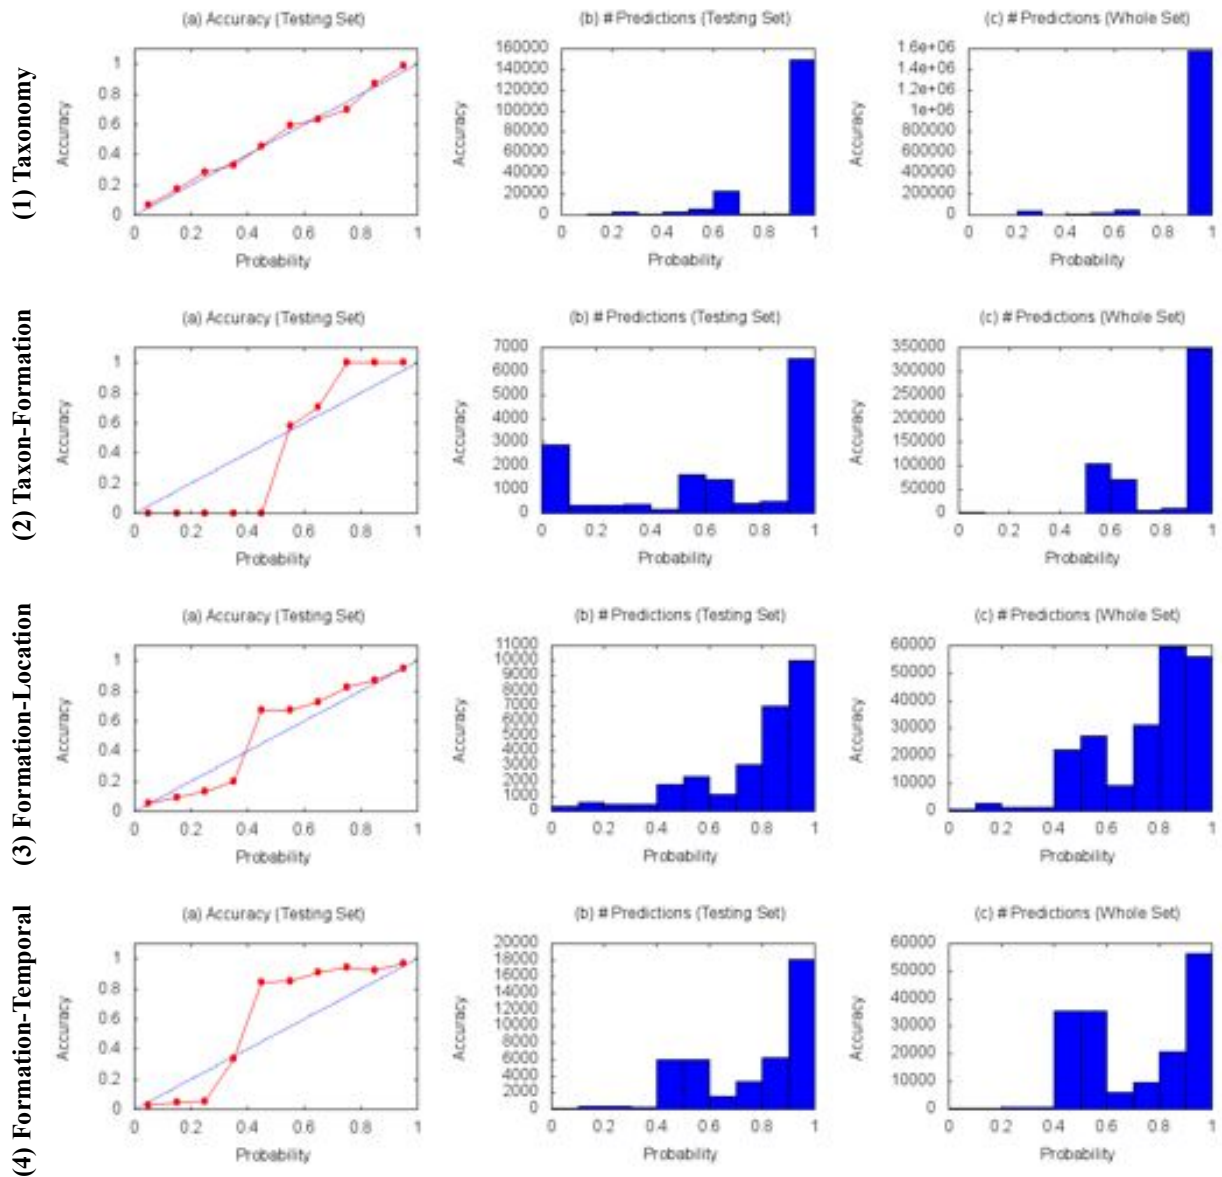 (1) Taxonomy
(a) Accuracy (Testing Set)
Accuracy
1
0.8
0.6
0.4
0.2
0
0 0.2 0.4 0.6 0.8 1
Probability
(b) # Predictions (Testing Set)
Accuracy
160000
140000
120000
100000
80000
60000
40000
20000
0
0 0.2 0.4 0.6 0.8 1
Probability
(c) # Predictions (Whole Set)
Accuracy
1.6e+06
1.4e+06
1.2e+06
1e+06
800000
600000
400000
200000
0
0 0.2 0.4 0.6 0.8 1
Probability
(2) Taxon-Formation
(a) Accuracy (Testing Set)
Accuracy
1
0.8
0.6
0.4
0.2
0
0 0.2 0.4 0.6 0.8 1
Probability
(b) # Predictions (Testing Set)
Accuracy
7000
6000
5000
4000
3000
2000
1000
0
0 0.2 0.4 0.6 0.8 1
Probability
(c) # Predictions (Whole Set)
Accuracy
350000
300000
250000
200000
150000
100000
50000
0
0 0.2 0.4 0.6 0.8 1
Probability
(3) Formation-Location
(a) Accuracy (Testing Set)
Accuracy
1
0.8
0.6
0.4
0.2
0
0 0.2 0.4 0.6 0.8 1
Probability
(b) # Predictions (Testing Set)
Accuracy
11000
10000
9000
8000
7000
6000
5000
4000
3000
2000
1000
0
0 0.2 0.4 0.6 0.8 1
Probability
(c) # Predictions (Whole Set)
Accuracy
60000
50000
40000
30000
20000
10000
0
0 0.2 0.4 0.6 0.8 1
Probability
(4) Formation-Temporal
(a) Accuracy (Testing Set)
Accuracy
1
0.8
0.6
0.4
0.2
0
0 0.2 0.4 0.6 0.8 1
Probability
(b) # Predictions (Testing Set)
Accuracy
20000
18000
16000
14000
12000
10000
8000
6000
4000
2000
0
0 0.2 0.4 0.6 0.8 1
Probability
(c) # Predictions (Whole Set)
Accuracy
60000
50000
40000
30000
20000
10000
0
0 0.2 0.4 0.6 0.8 1
Probability